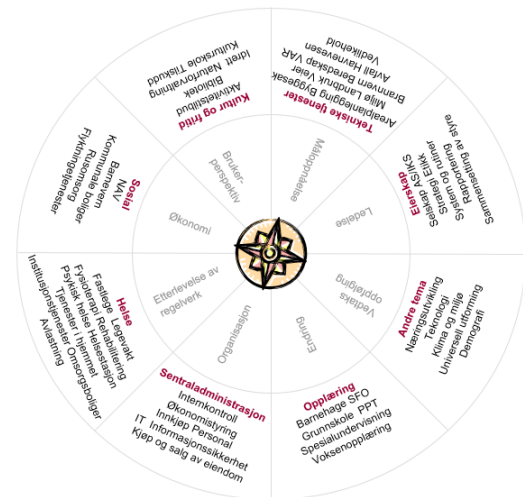 Tekniske tjenester
Arealplanlegging Byggesak
Miljø Landbruk Veier
Brannvern Beredskap VAR
Avfall Havnevesen
Vedlikehold
Eierskap
Selskap AS/IKS
Strategi Etikk
System og rutiner
Rapportering
Sammensetting av styre
Andre tema
Næringsutvikling
Teknologi
Klima og miljø
Universell utforming
Demografi
Opplæring
Barnehage SFO
Grunnskole PPT
Spesialundervisning
Voksenopplæring
Sentraladministrasjon
Internkontroll
Økonomistyring
Innkjøp Personal
IT Informasjonssikkerhet
Kjøp og salg av eiendom
Helse
Fastlege Legevakt
Fysioterapi Rehabilitering
Psykisk helse Helsestasjon
Tjenester i hjemmet
Institusjonstjenester Omsorgsboliger
Avlastning
Sosial
NAV
Barnevern
Kommunale boliger
Rusomsorg
Flyktningetjenester
Kultur og fritid
Aktivitetstilbud
Bibliotek
Idrett Naturforvaltning
Kulturskole Tilskudd
Måloppnåelse
Ledelse
Vedtaks
oppfølging
Endring
Organisasjon
Etterlevelse av
regelverk
Økonomi
Bruker-
perspektiv